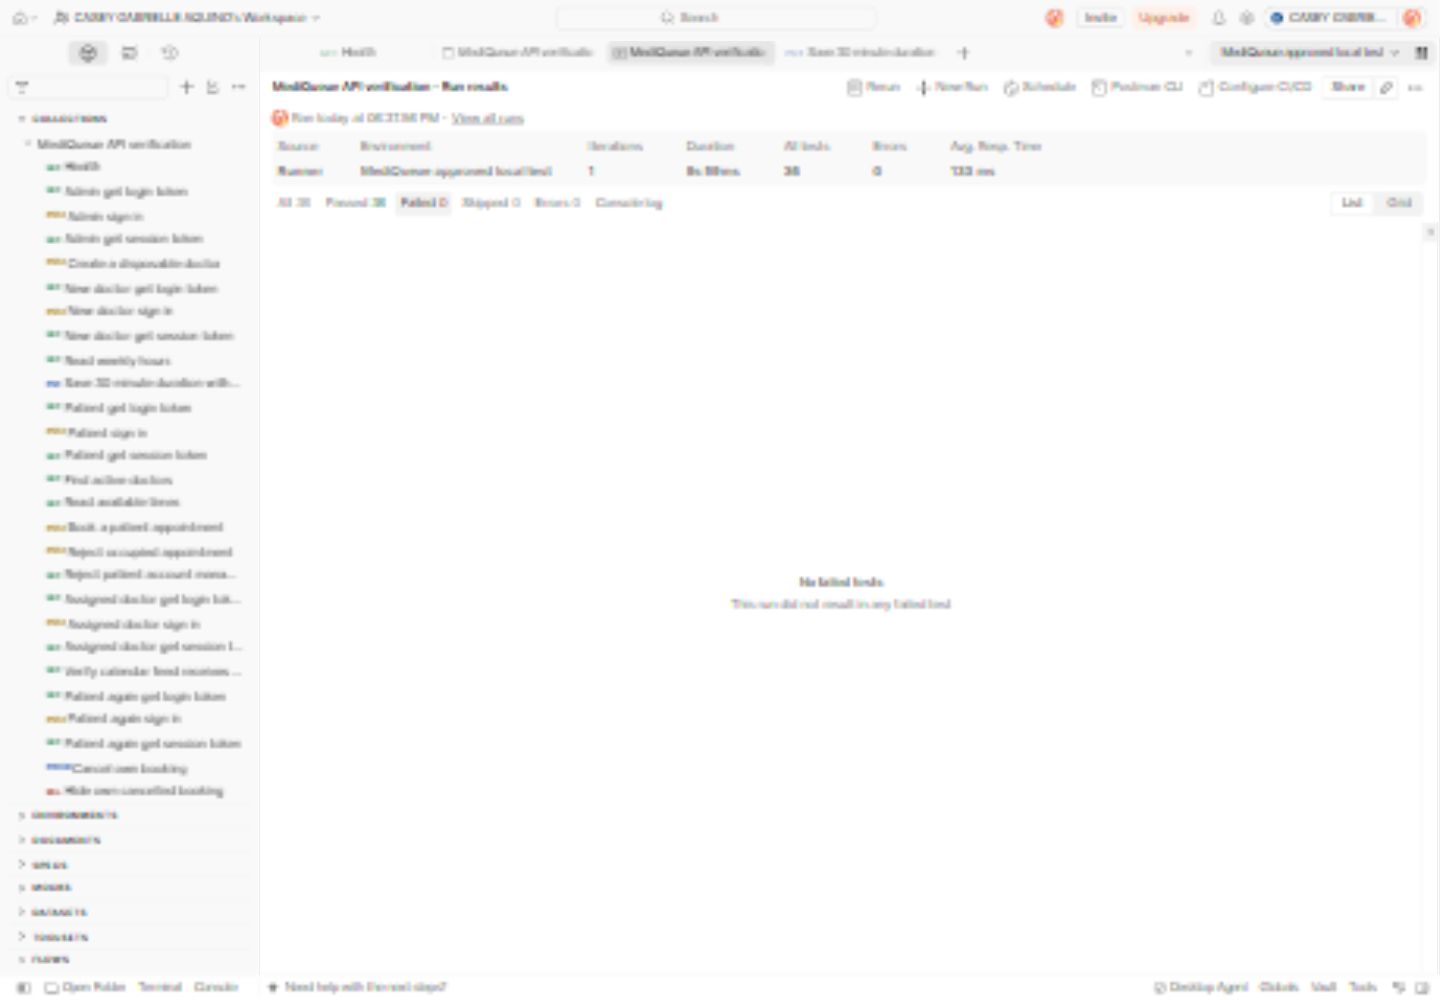 CASEY GABRIELLE AQUINO's Workspace
Search
Invite
Upgrade
CASEY GABRIE...
Health
MediQueue API verificatio
MediQueue API verificatio
Save 30 minute duration
MediQueue approved local test
MediQueue API verification - Run results
Rerun
New Run
Schedule
Postman CLI
Configure CI/CD
Share
Ran today at
View all runs
Source
Environment
Iterations
Duration
All tests
Errors
Avg. Resp. Time
Runner
MediQueue approved local test
1
0
133 ms
Failed 0
Skipped 0
Errors 0
Console log
List
Grid
COLLECTIONS
MediQueue API verification
Health
Admin get login token
Admin sign in
Admin get session token
Create a disposable doctor
New doctor get login token
New doctor sign in
New doctor get session token
Read weekly hours
Save 30 minute duration with...
Patient get login token
Patient sign in
Patient get session token
Find active doctors
Read available times
Book a patient appointment
Reject occupied appointment
Reject patient account mana...
Assigned doctor get login tok...
Assigned doctor sign in
Assigned doctor get session t...
Verify calendar feed receives ...
Patient again get login token
Patient again sign in
Patient again get session token
Cancel own booking
Hide own cancelled booking
ENVIRONMENTS
DOCUMENTS
SPECS
MOCKS
DATASETS
TOOLSETS
FLOWS
No failed tests
This run did not result in any failed test
Open Folder
Terminal
Console
Need help with the next steps?
Desktop Agent
Globals
Vault
Tools